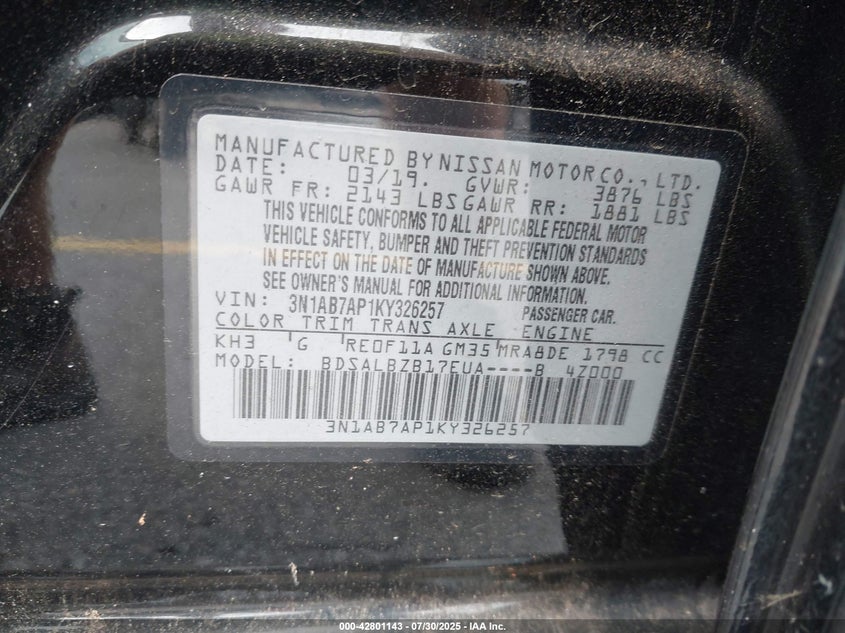 MANUFACTURED BY NISSAN MOTOR CO., LTD.
DATE: 03/19. GVWR: 3876 LBS
GAWR FR: 2143 LBS GAWR RR: 1881 LBS
THIS VEHICLE CONFORMS TO ALL APPLICABLE FEDERAL MOTOR
VEHICLE SAFETY, BUMPER AND THEFT PREVENTION STANDARDS
IN EFFECT ON THE DATE OF MANUFACTURE SHOWN ABOVE.
SEE OWNER'S MANUAL FOR ADDITIONAL INFORMATION.
VIN: 3N1AB7AP1KY326257 PASSENGER CAR.
COLOR TRIM TRANS AXLE ENGINE
KH3 G RE0F11A GM35 MRA8DE 1798 CC
MODEL: BDSALBZB17EUA----B 4Z000
3N1AB7AP1KY326257
000-42801143 - 07/30/2025 - IAA Inc.